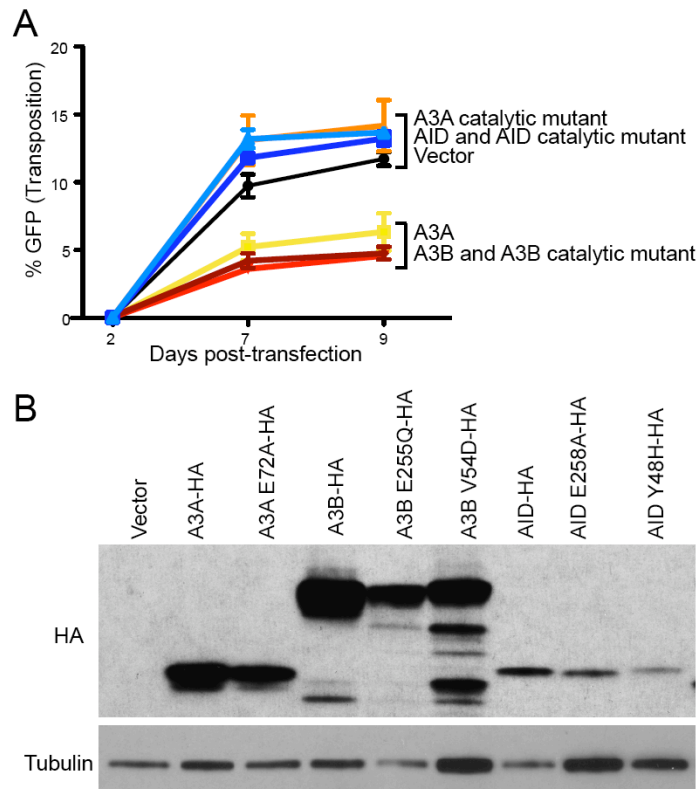 A
% GFP (Transposition)
20
15
10
5
0
2
7
9
Days post-transfection
A3A catalytic mutant
AID and AID catalytic mutant
Vector
A3A
A3B and A3B catalytic mutant
B
Vector
A3A-HA
A3A E72A-HA
A3B-HA
A3B E255Q-HA
A3B V54D-HA
AID-HA
AID E258A-HA
AID Y48H-HA
HA
Tubulin